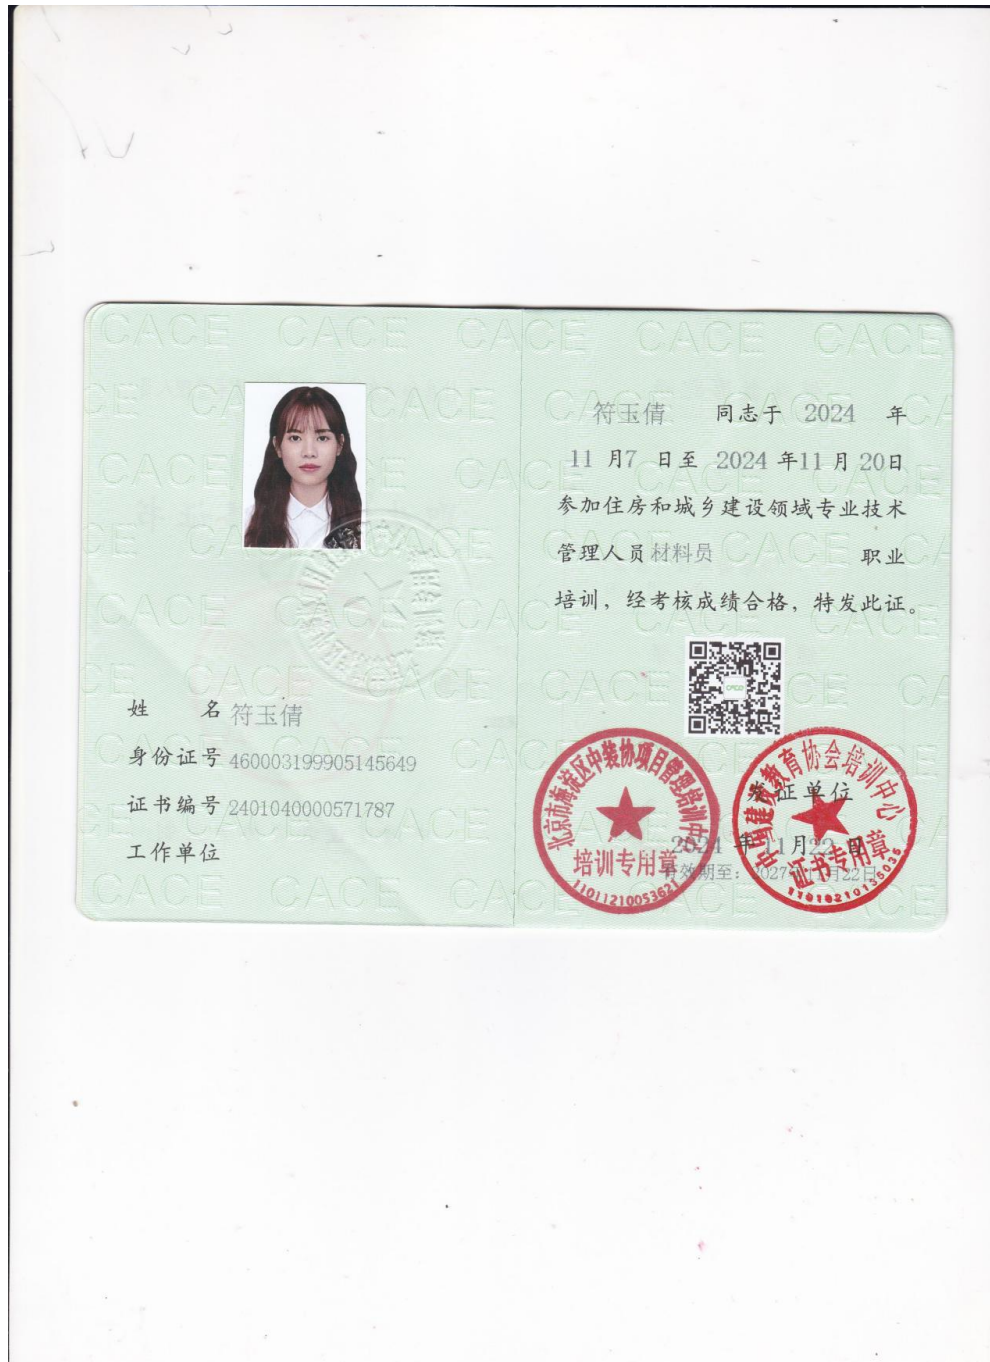 CACE
姓 名 符玉倩
身份证号 460003199905145649
证书编号 2401040000571787
工作单位
符玉倩 同志于 2024 年
11 月7 日至 2024 年11 月 20日
参加住房和城乡建设领域专业技术
管理人员材料员 职业
培训，经考核成绩合格，特发此证。
发证单位
2024 年 11月22 日
有效期至：2027年11月22日
北京市海淀区中装协项目管理培训中心
培训专用章
1101121005362
中国建设教育协会培训中心
证书专用章
11010210135035